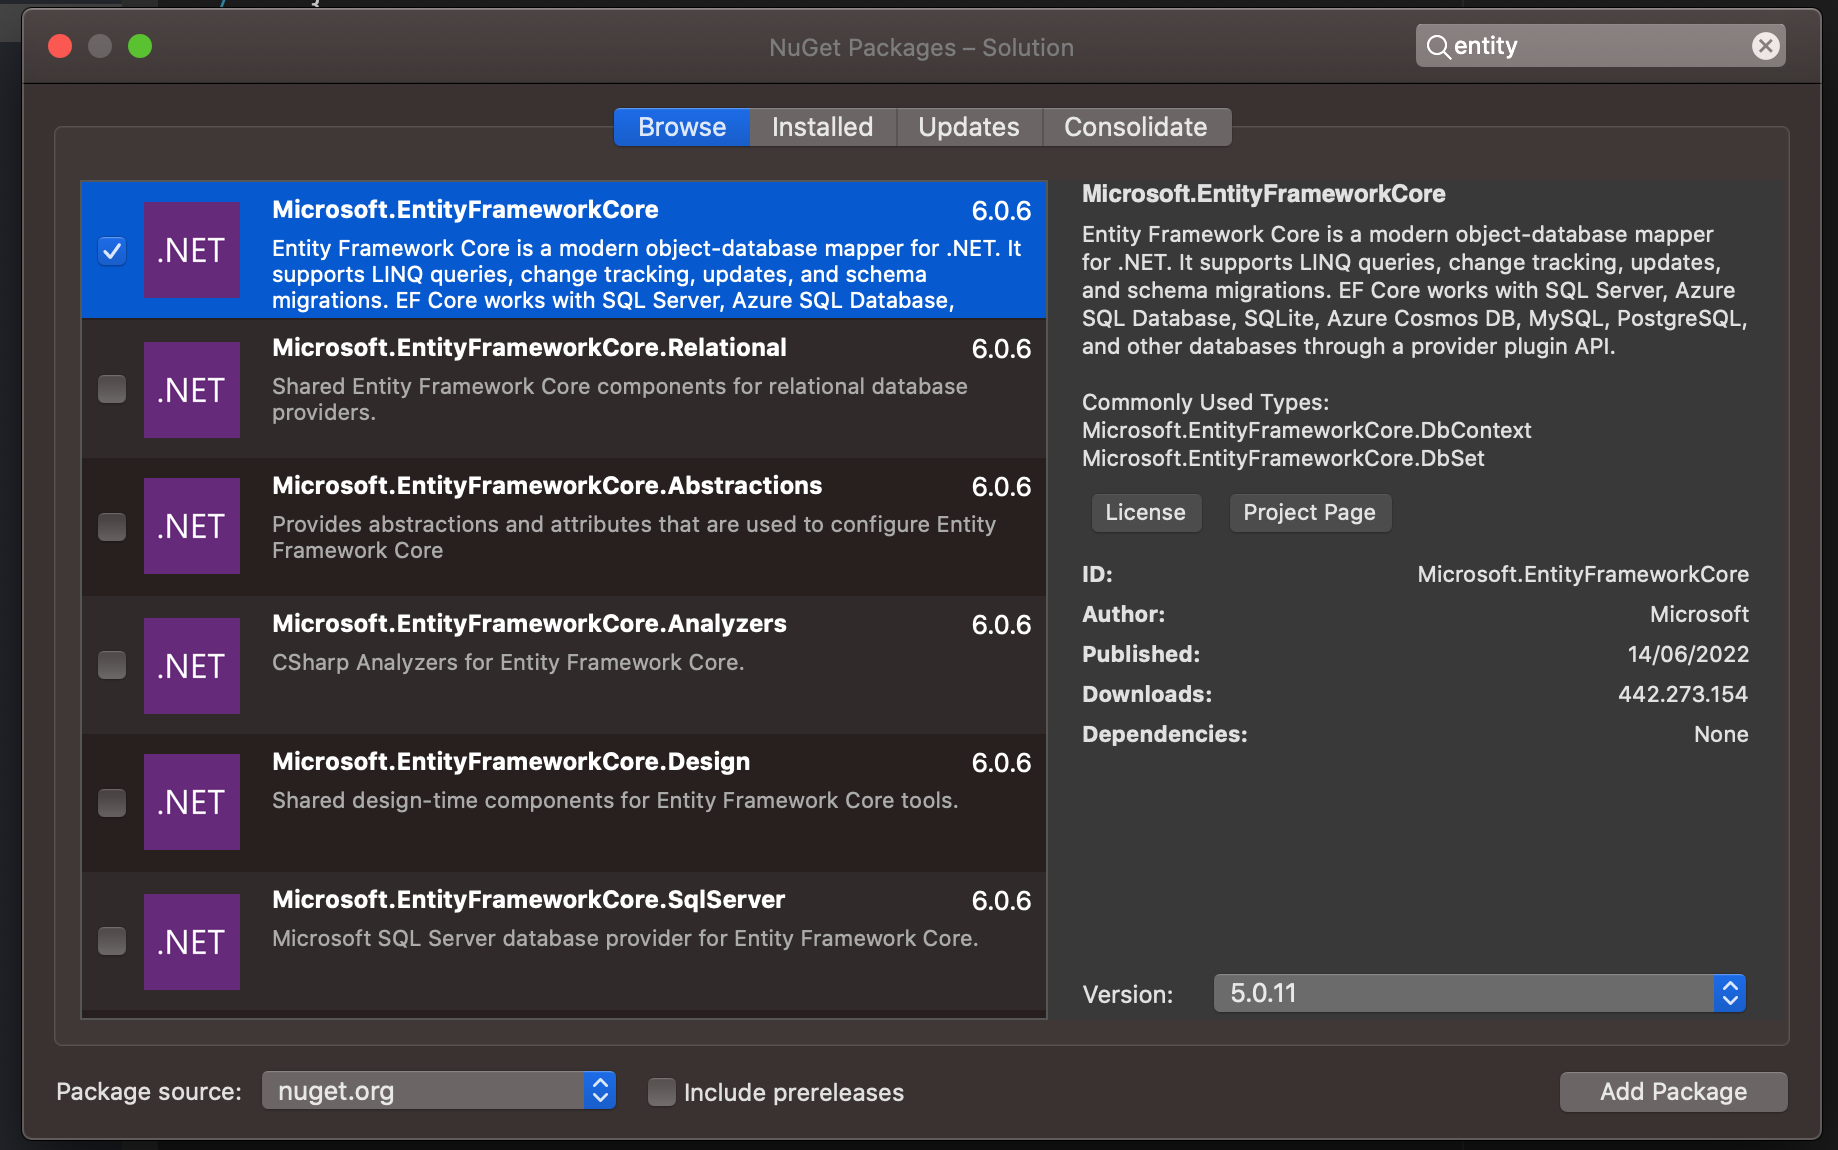 NuGet Packages – Solution
entity
Browse
Installed
Updates
Consolidate
.NET
Microsoft.EntityFrameworkCore
6.0.6
Entity Framework Core is a modern object-database mapper for .NET. It
supports LINQ queries, change tracking, updates, and schema
migrations. EF Core works with SQL Server, Azure SQL Database,
.NET
Microsoft.EntityFrameworkCore.Relational
6.0.6
Shared Entity Framework Core components for relational database
providers.
.NET
Microsoft.EntityFrameworkCore.Abstractions
6.0.6
Provides abstractions and attributes that are used to configure Entity
Framework Core
.NET
Microsoft.EntityFrameworkCore.Analyzers
6.0.6
CSharp Analyzers for Entity Framework Core.
.NET
Microsoft.EntityFrameworkCore.Design
6.0.6
Shared design-time components for Entity Framework Core tools.
.NET
Microsoft.EntityFrameworkCore.SqlServer
6.0.6
Microsoft SQL Server database provider for Entity Framework Core.
Microsoft.EntityFrameworkCore
Entity Framework Core is a modern object-database mapper
for .NET. It supports LINQ queries, change tracking, updates,
and schema migrations. EF Core works with SQL Server, Azure
SQL Database, SQLite, Azure Cosmos DB, MySQL, PostgreSQL,
and other databases through a provider plugin API.
Commonly Used Types:
Microsoft.EntityFrameworkCore.DbContext
Microsoft.EntityFrameworkCore.DbSet
License
Project Page
ID: Microsoft.EntityFrameworkCore
Author: Microsoft
Published: 14/06/2022
Downloads: 442.273.154
Dependencies: None
Version: 5.0.11
Package source: nuget.org
Include prereleases
Add Package